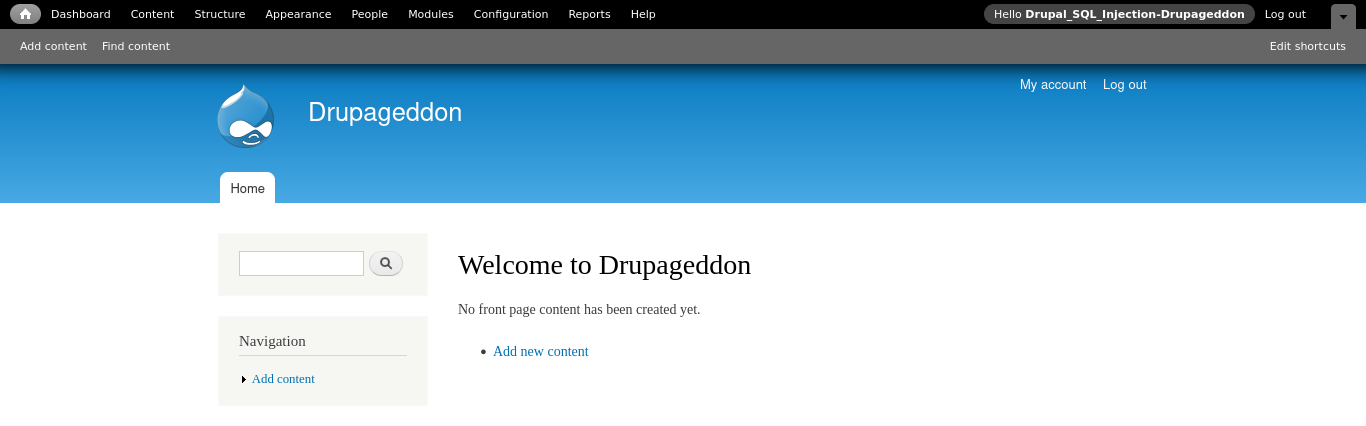 Dashboard Content Structure Appearance People Modules Configuration Reports Help Hello Drupal_SQL_Injection-Drupageddon Log out
Add content Find content Edit shortcuts
My account Log out
Drupageddon
Home
Welcome to Drupageddon
No front page content has been created yet.
Navigation
Add new content
Add content